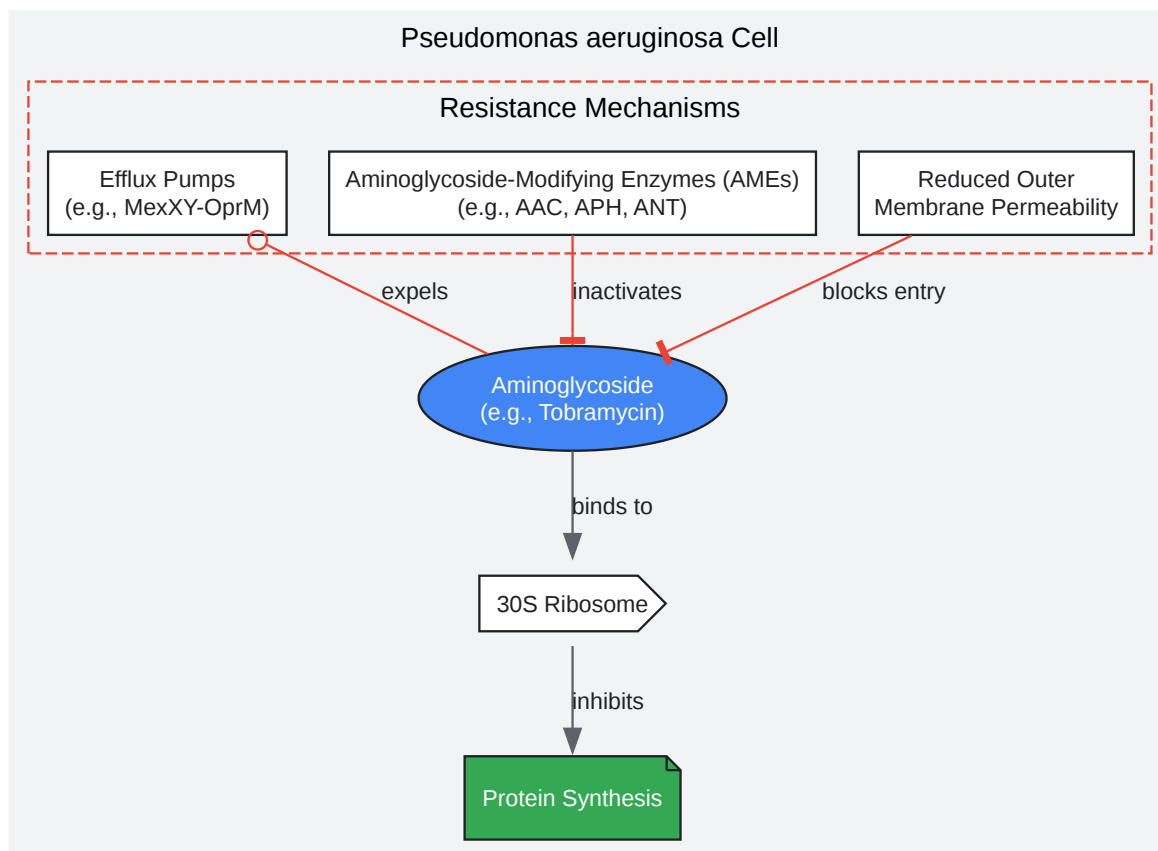 Pseudomonas aeruginosa Cell
Resistance Mechanisms
Efflux Pumps
(e.g., MexXY-OprM)
Aminoglycoside-Modifying Enzymes (AMEs)
(e.g., AAC, APH, ANT)
Reduced Outer
Membrane Permeability
expels
inactivates
blocks entry
Aminoglycoside
(e.g., Tobramycin)
binds to
30S Ribosome
inhibits
Protein Synthesis